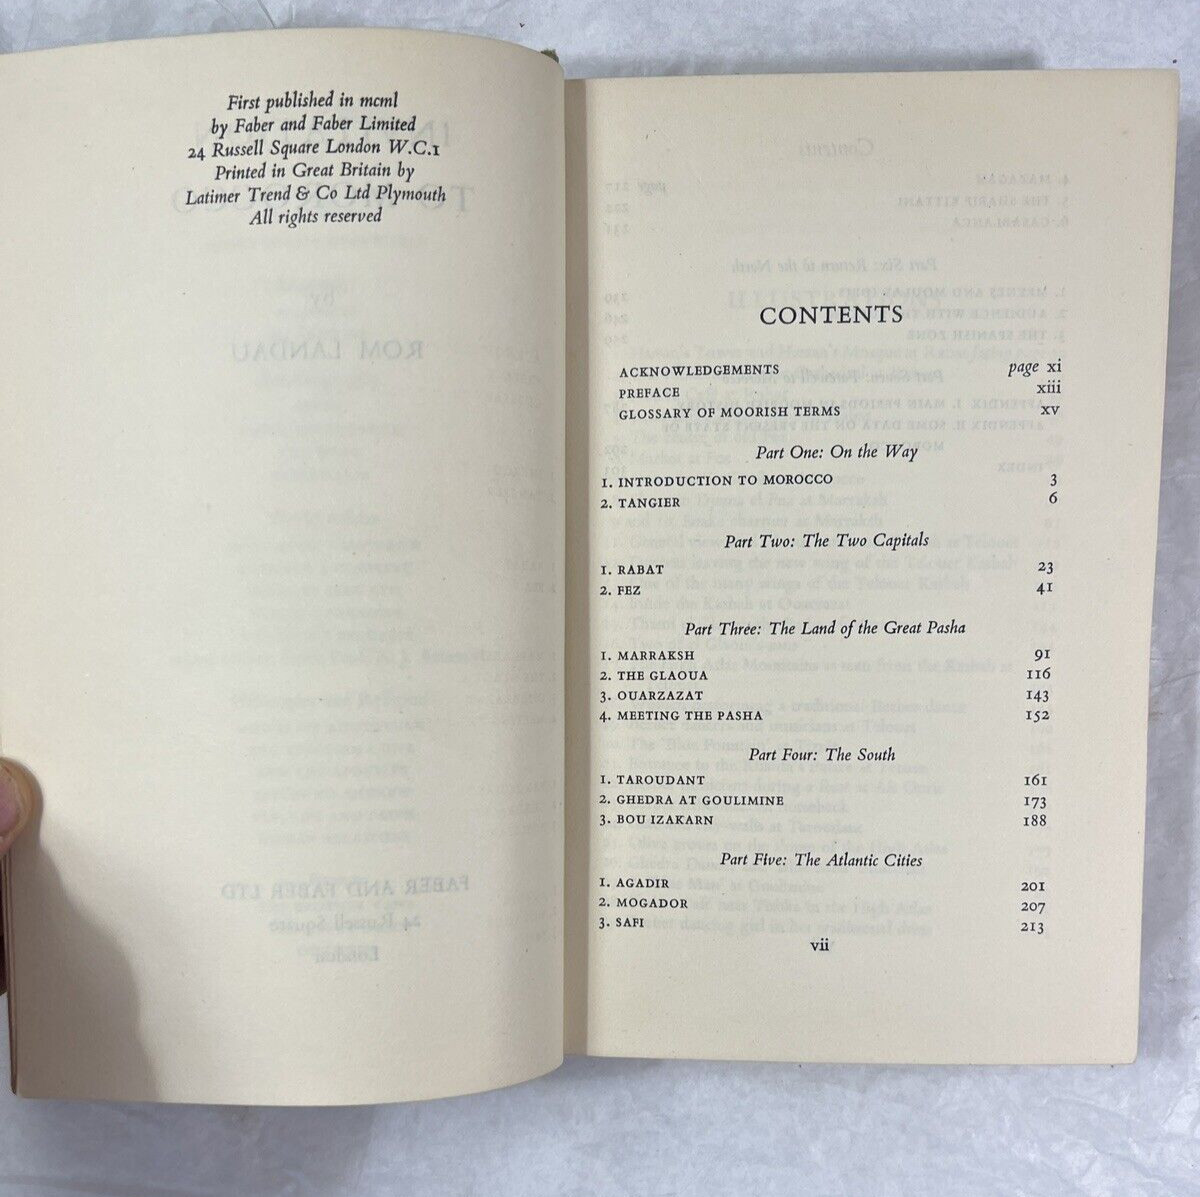 First published in mcml
by Faber and Faber Limited
24 Russell Square London W.C.1
Printed in Great Britain by
Latimer Trend & Co Ltd Plymouth
All rights reserved
CONTENTS
ACKNOWLEDGEMENTS page xi
PREFACE xiii
GLOSSARY OF MOORISH TERMS xv
Part One: On the Way
1. INTRODUCTION TO MOROCCO 3
2. TANGIER 6
Part Two: The Two Capitals
1. RABAT 23
2. FEZ 41
Part Three: The Land of the Great Pasha
1. MARRAKSH 91
2. THE GLAOUA 116
3. OUARZAZAT 143
4. MEETING THE PASHA 152
Part Four: The South
1. TAROUDANT 161
2. GHEDRA AT GOULIMINE 173
3. BOU IZAKARN 188
Part Five: The Atlantic Cities
1. AGADIR 201
2. MOGADOR 207
3. SAFI 213
vii